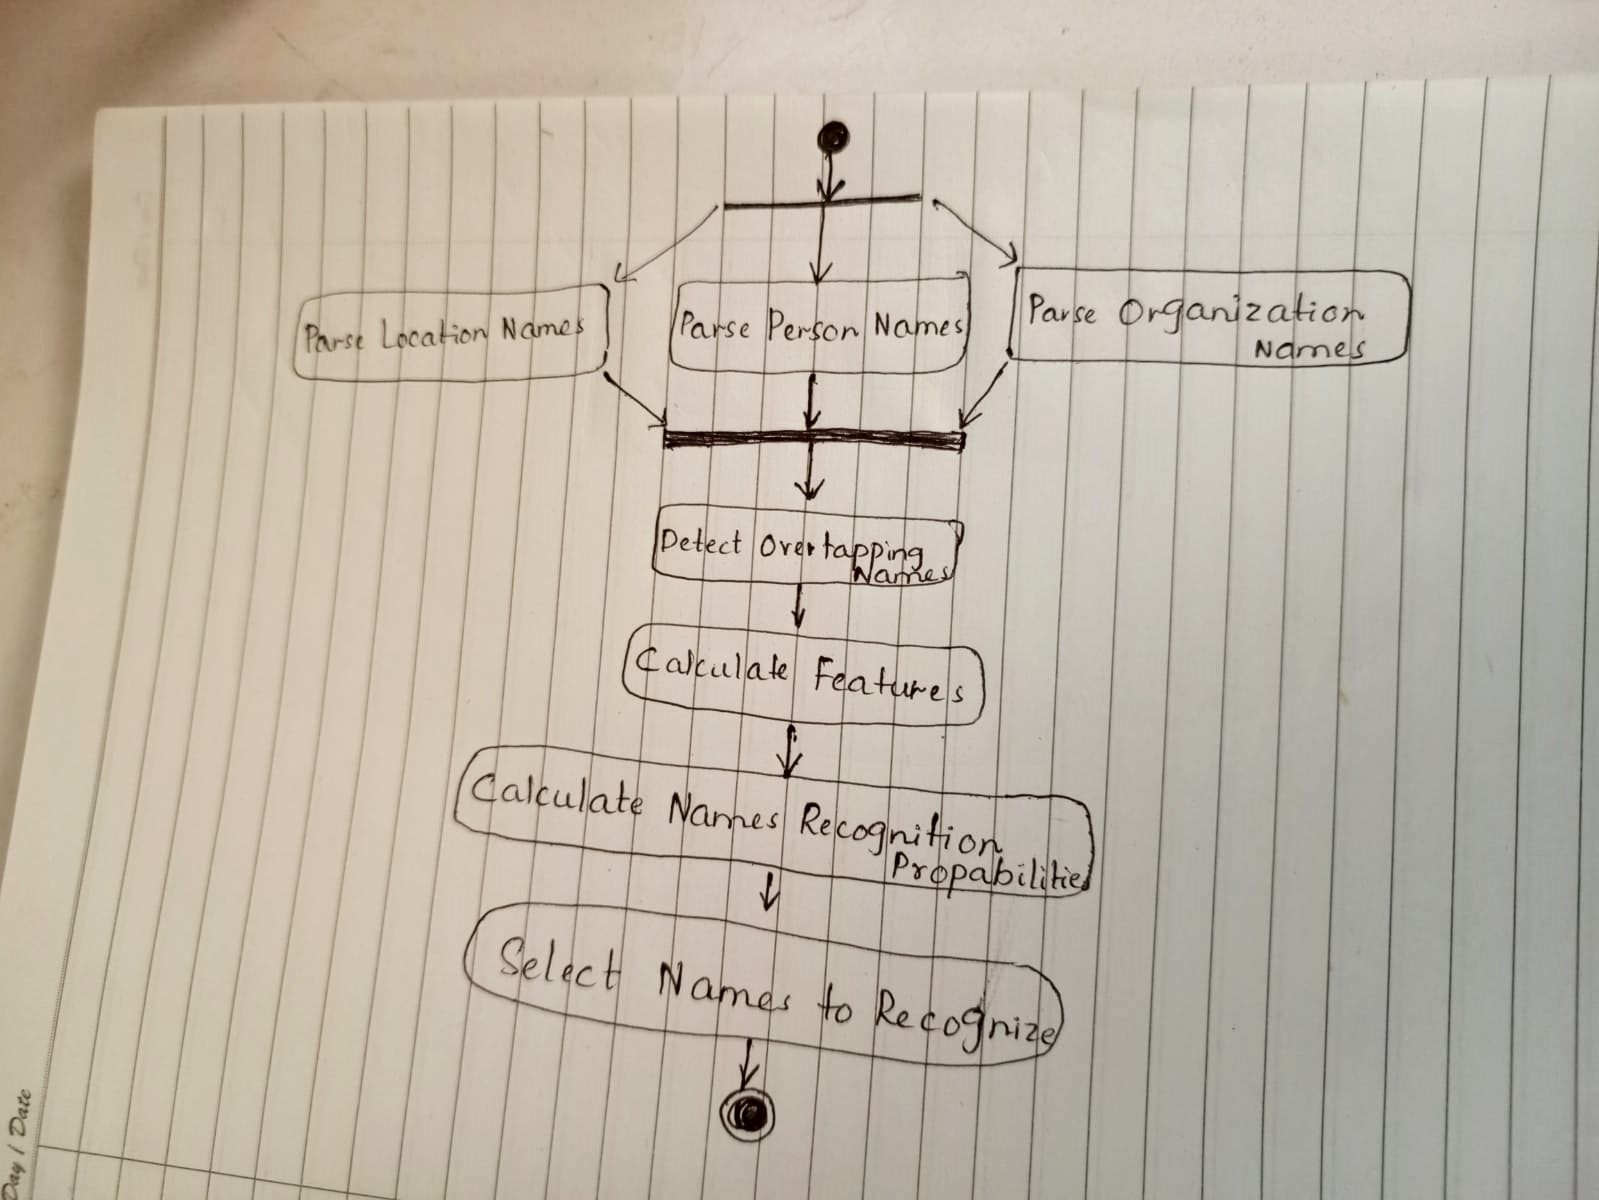 Parse Location Names
Parse Person Names
Parse Organization
Names
Detect Overtapping
Names
Calculate Features
Calculate Names Recognition
Propabilities
Select Names to Recognize
Day / Date